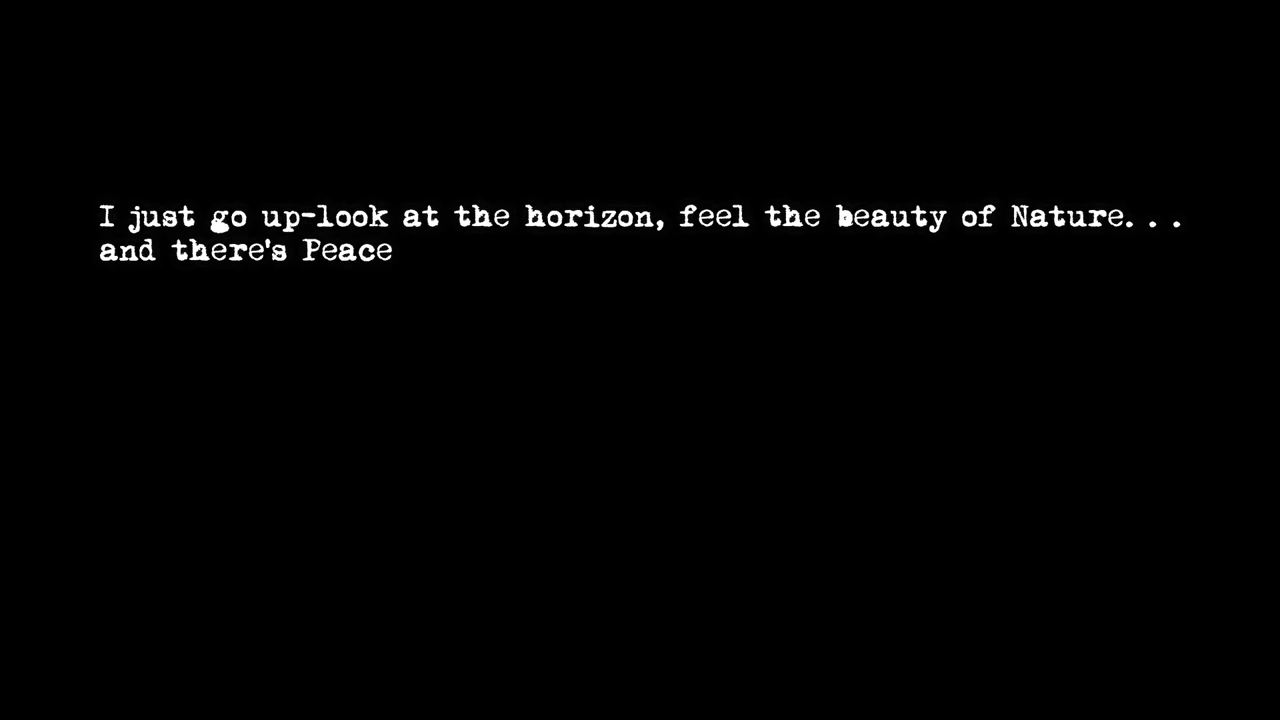 I just go up-look at the horizon, feel the beauty of Nature...
and there's Peace